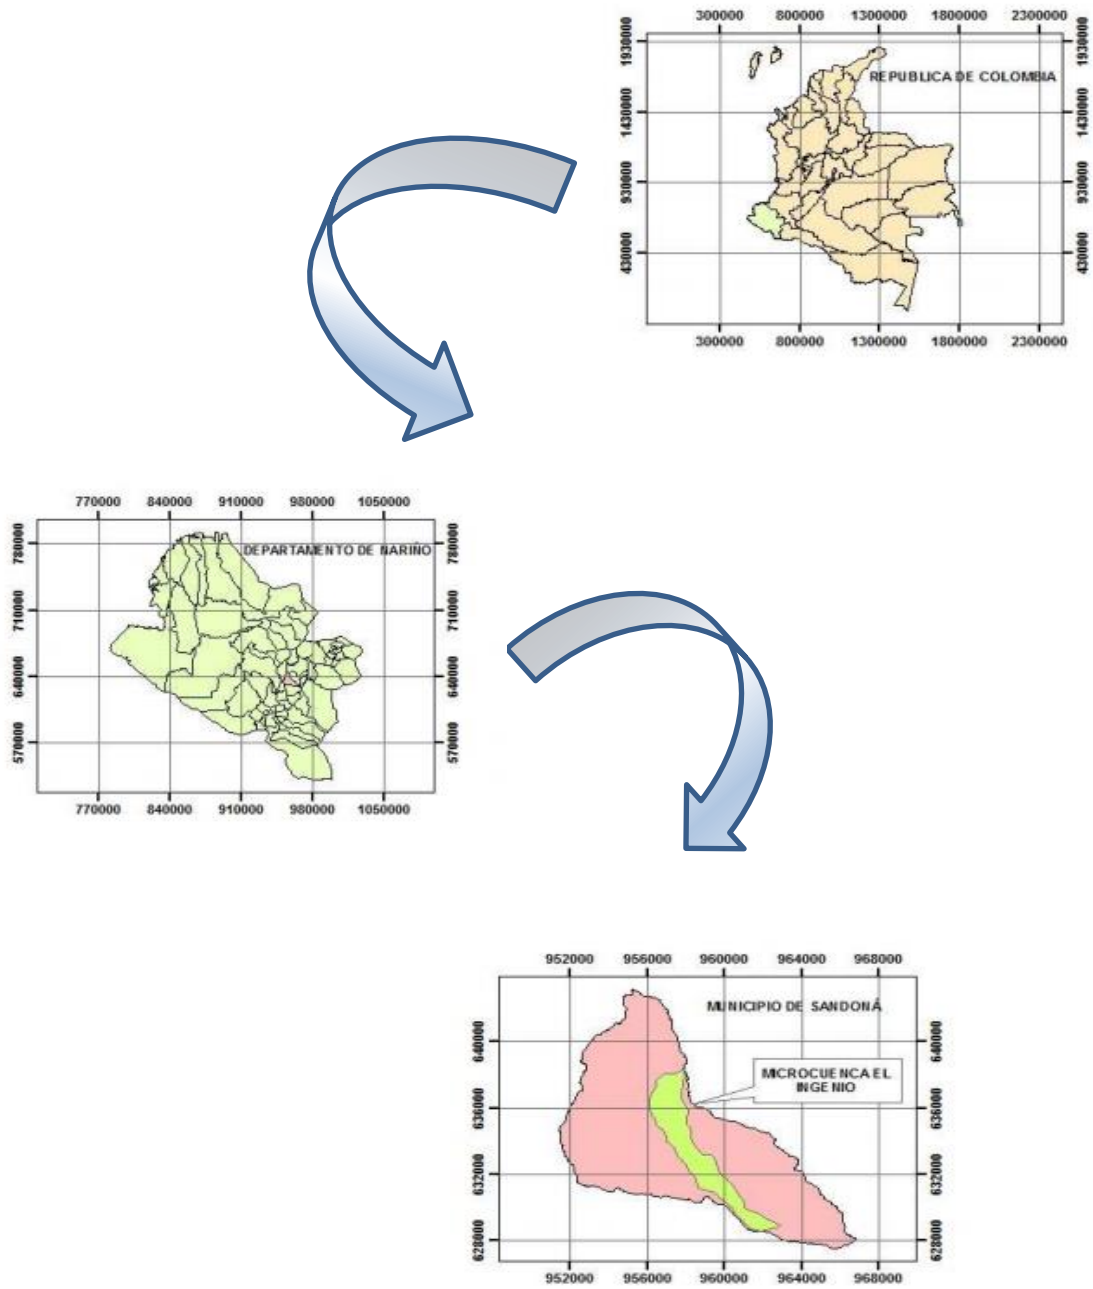 300000 800000 1300000 1800000 2300000
1930000
1930000
REPUBLICA DE COLOMBIA
1430000
1430000
930000
930000
430000
430000
300000 800000 1300000 1800000 2300000
770000 840000 910000 980000 1050000
780000
780000
DEPARTAMENTO DE NARIÑO
710000
710000
640000
640000
570000
570000
770000 840000 910000 980000 1050000
952000 956000 960000 964000 968000
MUNICIPIO DE SANDONÁ
640000
640000
MICROCUENCA EL
INGENIO
636000
636000
632000
632000
628000
628000
952000 956000 960000 964000 968000